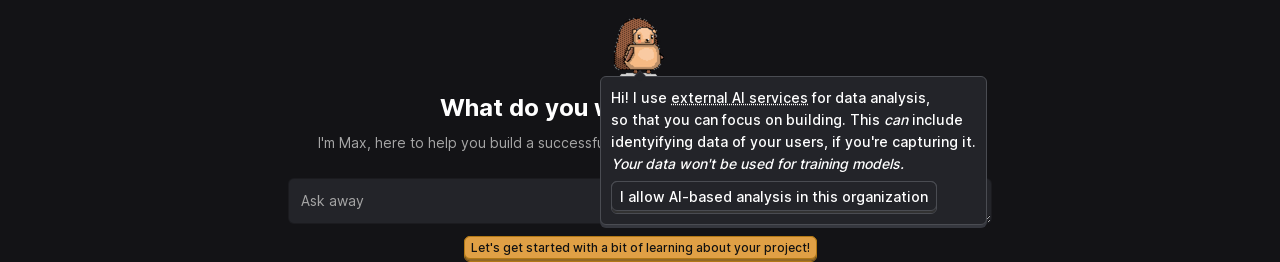 What do you w
I'm Max, here to help you build a successfu
Hi! I use external AI services for data analysis,
so that you can focus on building. This can include
identyifying data of your users, if you're capturing it.
Your data won't be used for training models.
I allow AI-based analysis in this organization
Ask away
Let's get started with a bit of learning about your project!